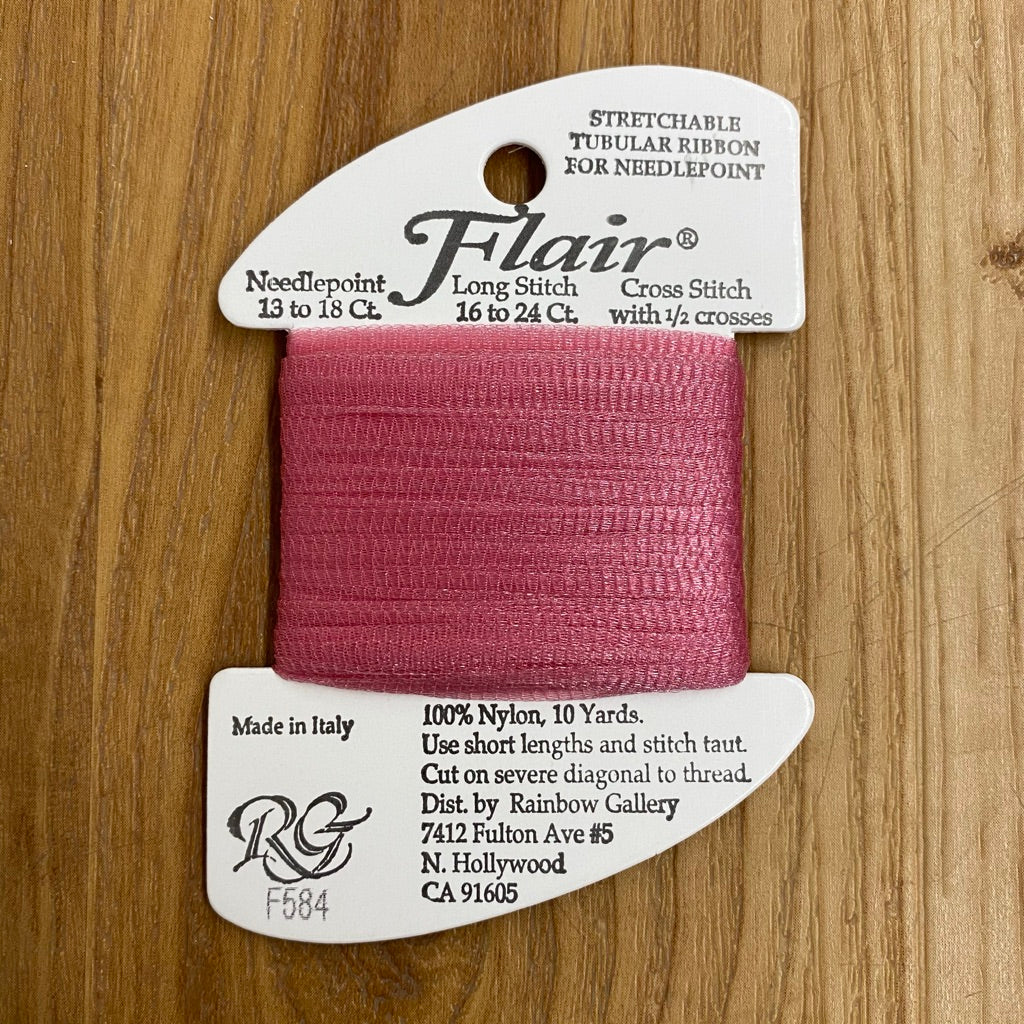 STRETCHABLE
TUBULAR RIBBON
FOR NEEDLEPOINT
Flair®
Needlepoint
13 to 18 Ct.
Long Stitch
16 to 24 Ct.
Cross Stitch
with 1/2 crosses
Made in Italy
RG
F584
100% Nylon, 10 Yards.
Use short lengths and stitch taut.
Cut on severe diagonal to thread.
Dist. by Rainbow Gallery
7412 Fulton Ave #5
N. Hollywood
CA 91605